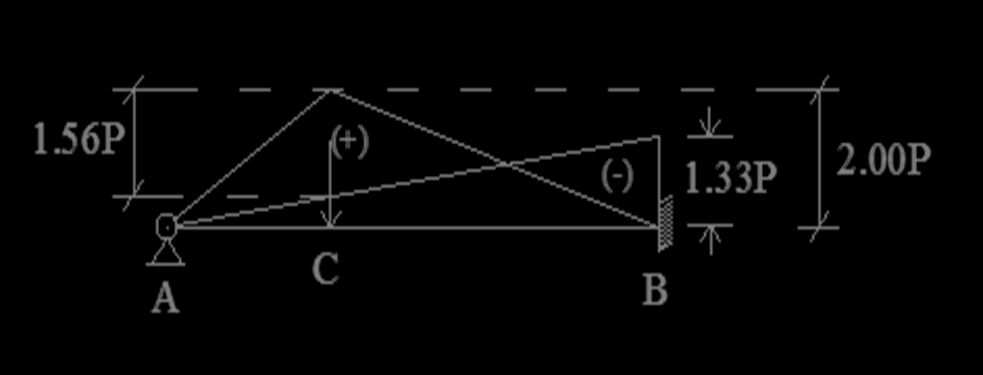 1.56P
(+)
(-)
1.33P
2.00P
A
C
B